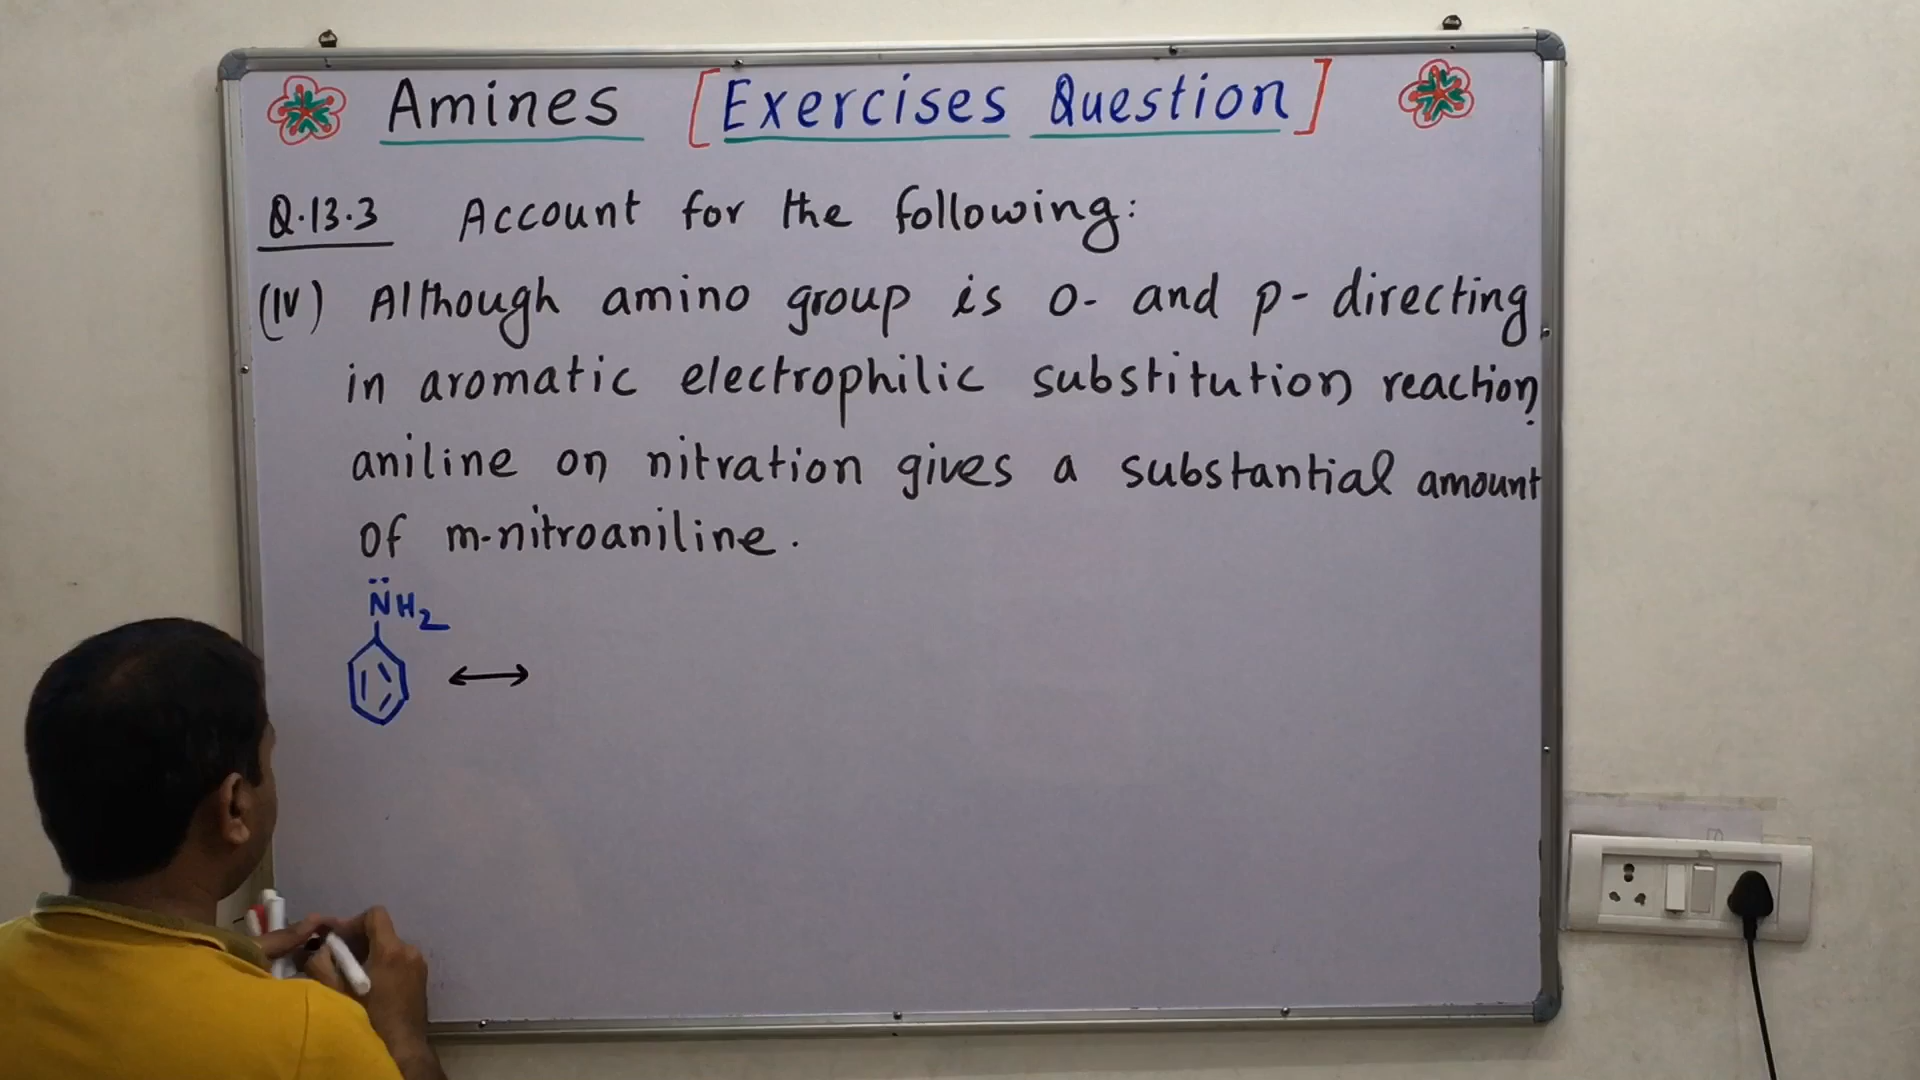 Amines [Exercises Question]
Q.13.3 Account for the following:
(IV) Although amino group is o- and p- directing
in aromatic electrophilic substitution reaction
aniline on nitration gives a substantial amount
of m-nitroaniline.
N̈H₂